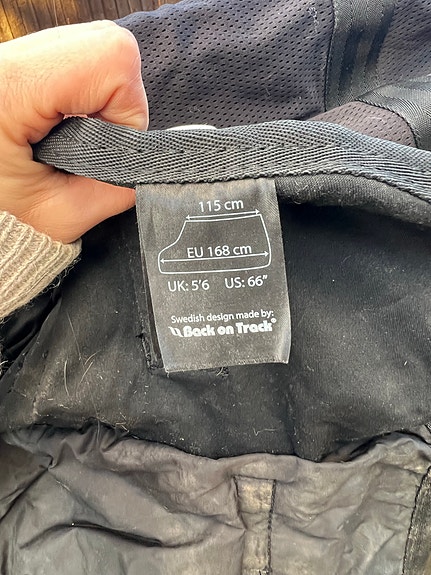 115 cm
EU 168 cm
UK: 5'6 US: 66"
Swedish design made by:
Back on Track®